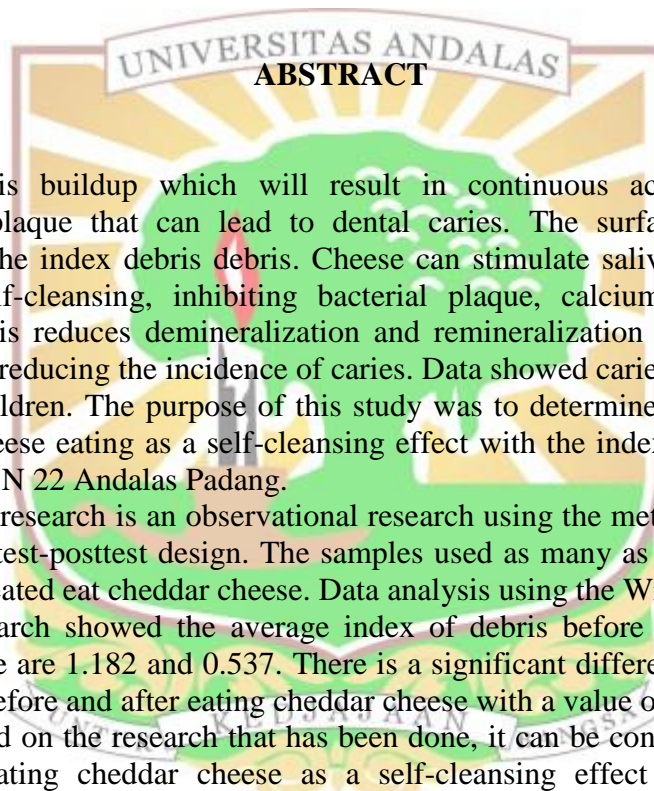 UNIVERSITAS ANDALAS
ABSTRACT
is buildup which will result in continuous ac
plaque that can lead to dental caries. The surfa
he index debris debris. Cheese can stimulate saliv
lf-cleansing, inhibiting bacterial plaque, calcium
is reduces demineralization and remineralization
reducing the incidence of caries. Data showed carie
ldren. The purpose of this study was to determine
eese eating as a self-cleansing effect with the index
N 22 Andalas Padang.
research is an observational research using the met
test-posttest design. The samples used as many as
ated eat cheddar cheese. Data analysis using the W
arch showed the average index of debris before
e are 1.182 and 0.537. There is a significant differe
efore and after eating cheddar cheese with a value o
d on the research that has been done, it can be con
ating cheddar cheese as a self-cleansing effect
UNTUK KEDJAJAAN BANGSA